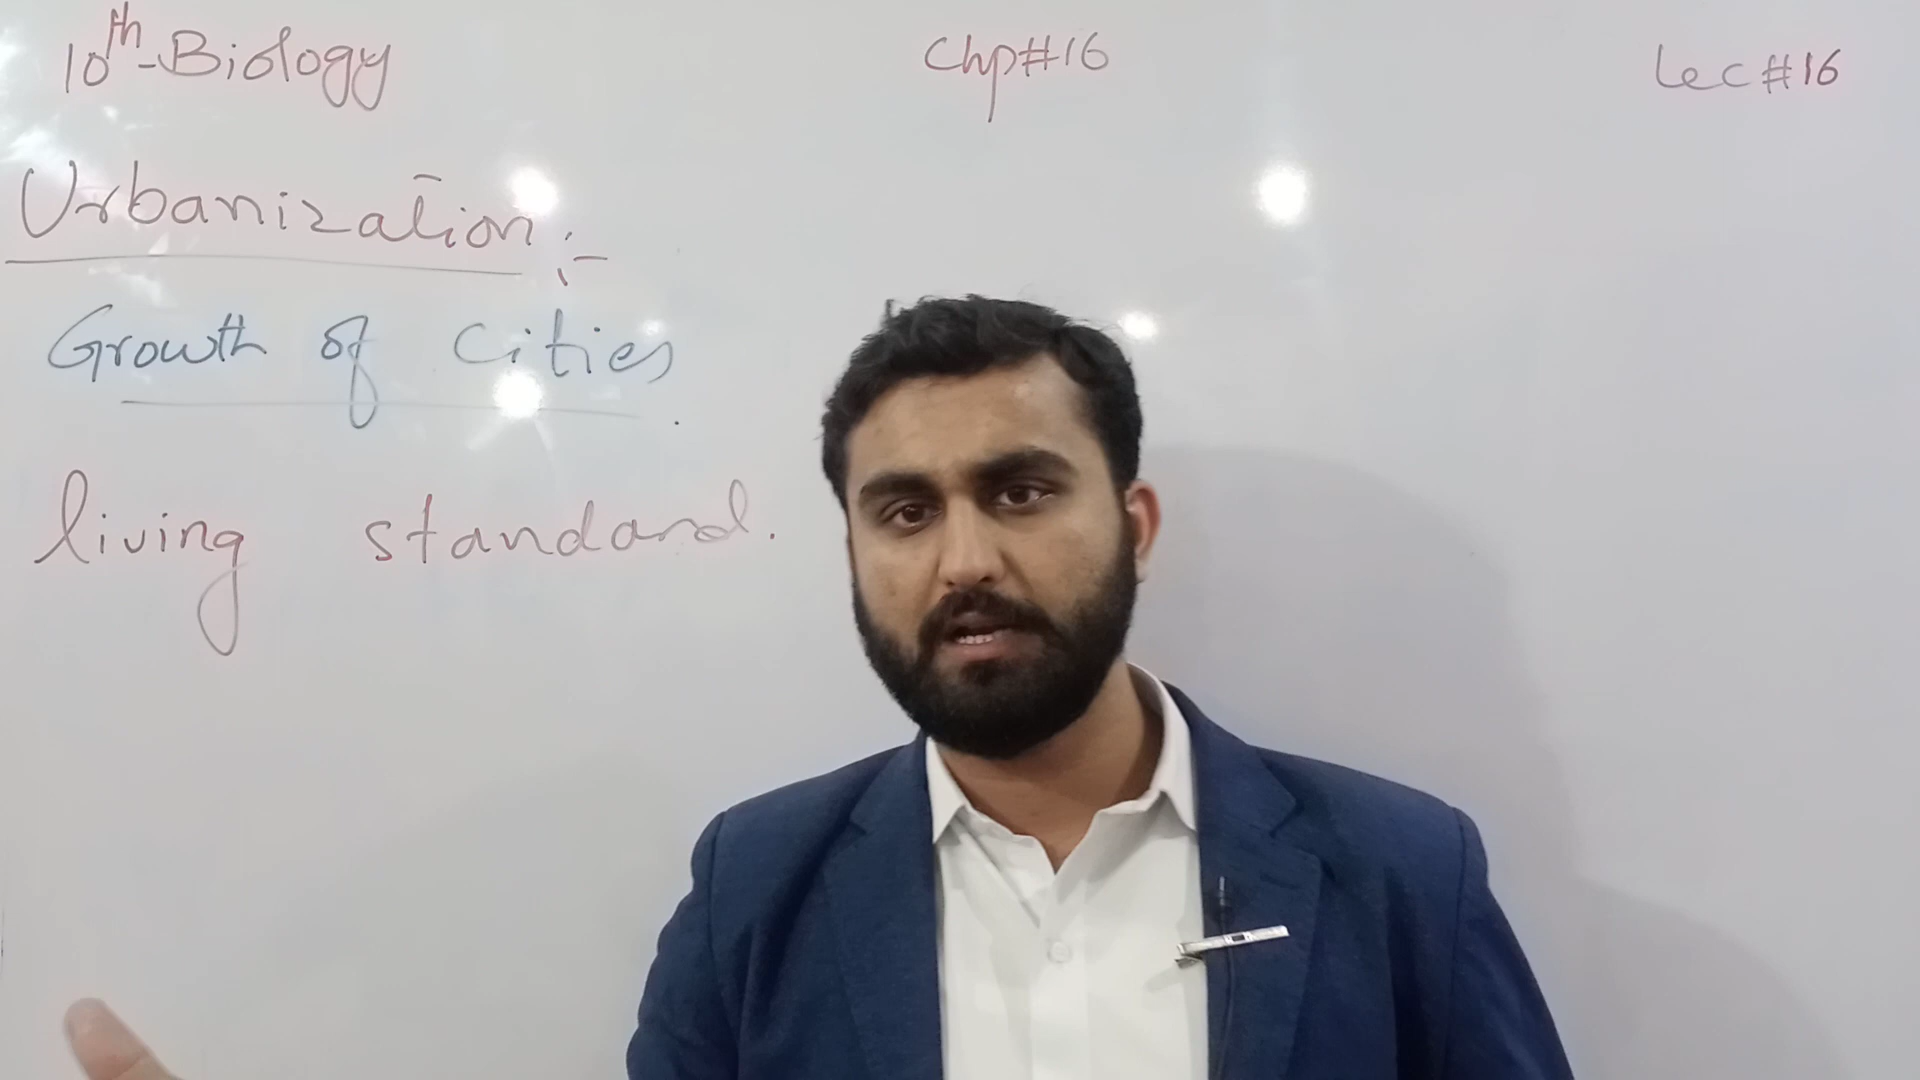 10th-Biology Chp#16 Lec#16
Urbanization:-
Growth of Cities.
living standard.